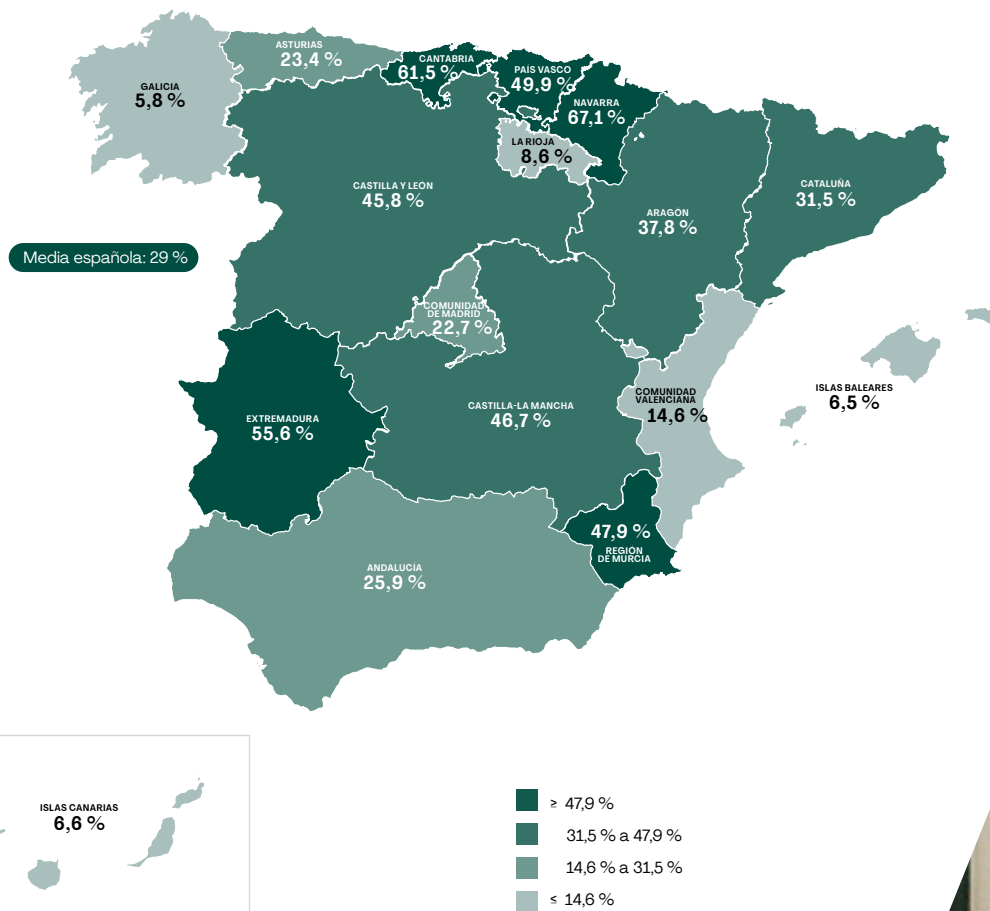 ASTURIAS
23,4 %
CANTABRIA
61,5 %
PAÍS VASCO
49,9 %
GALICIA
5,8 %
NAVARRA
67,1 %
LA RIOJA
8,6 %
CASTILLA Y LEÓN
45,8 %
CATALUÑA
31,5 %
ARAGÓN
37,8 %
Media española: 29 %
COMUNIDAD
DE MADRID
22,7 %
ISLAS BALEARES
6,5 %
COMUNIDAD
VALENCIANA
14,6 %
CASTILLA-LA MANCHA
46,7 %
EXTREMADURA
55,6 %
47,9 %
REGIÓN
DE MURCIA
ANDALUCÍA
25,9 %
ISLAS CANARIAS
6,6 %
≥ 47,9 %
31,5 % a 47,9 %
14,6 % a 31,5 %
≤ 14,6 %